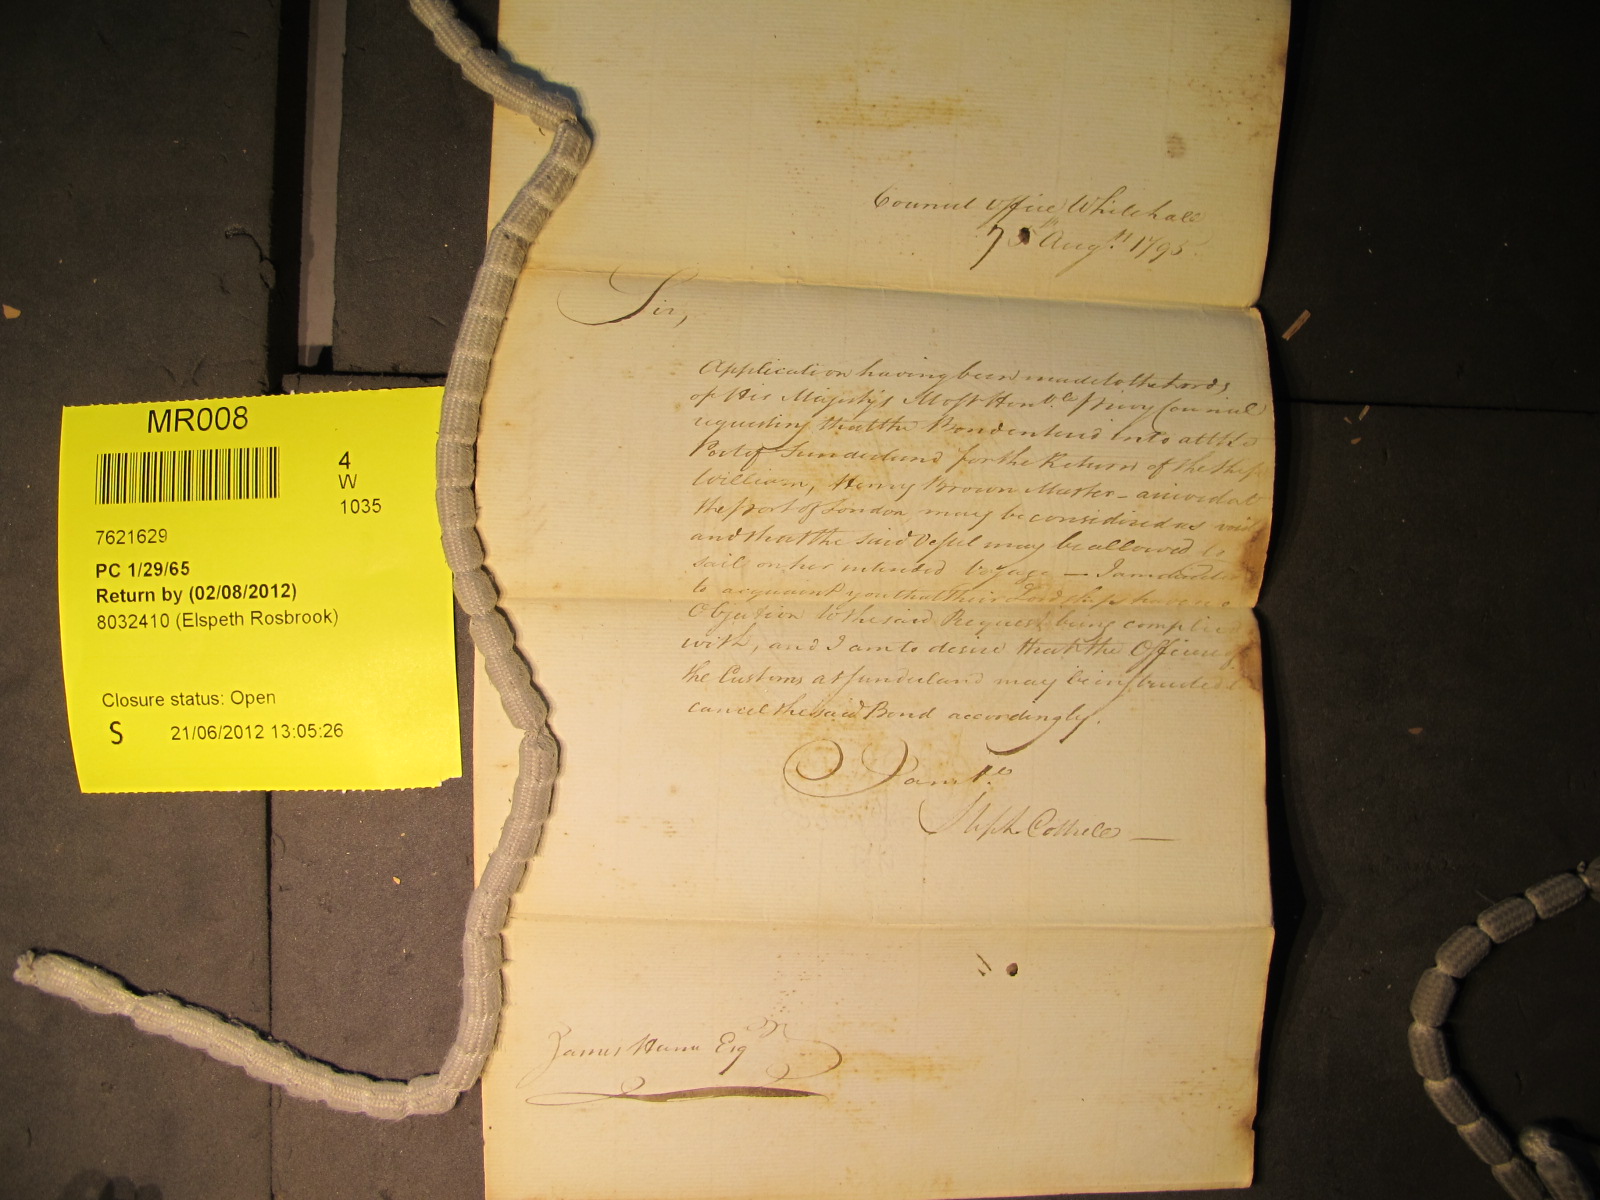 MR008
4
W
1035
7621629
PC 1/29/65
Return by (02/08/2012)
8032410 (Elspeth Rosbrook)
Closure status: Open
S 21/06/2012 13:05:26
Council Office Whitehall
Augst 1795
Sir,
Application having been made to the Lords
of His Majesty's Most Honble Privy Council
requesting that the Bond entered into at the
Port of Sunderland for the Return of the Ship
William, Henry Brown Master - arrived at
the Port of London may be considered as void
and that the said Vessel may be allowed to
sail on her intended Voyage — I am directed
to acquaint you that their Lordships have no
Objection to the said Request being complied
with, and I am to desire that the Officers of
the Customs at Sunderland may be instructed to
cancel the said Bond accordingly.
I am &c
Steph. Cottrell —
James Hume Esqr